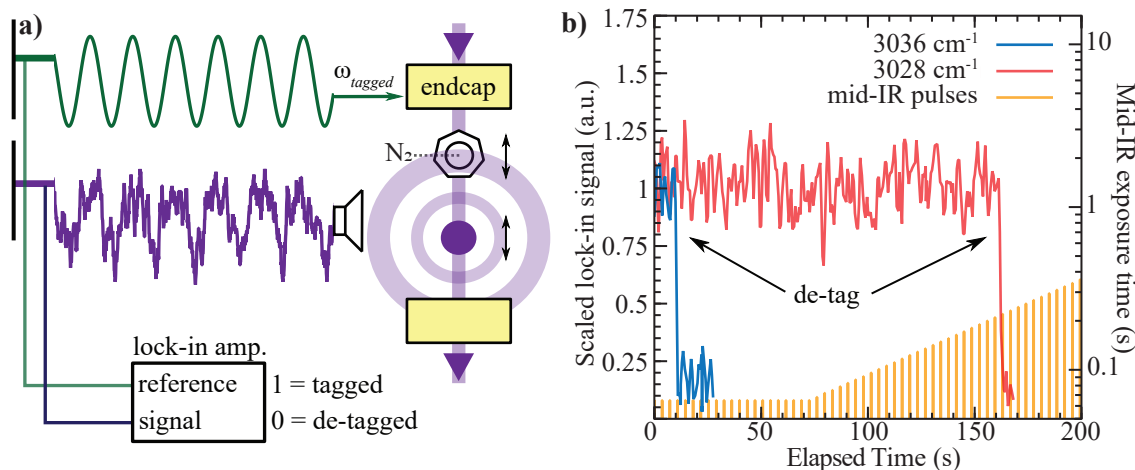 a)
ω_tagged
endcap
N₂
lock-in amp.
reference
signal
1 = tagged
0 = de-tagged
b)
Scaled lock-in signal (a.u.)
1.75
1.5
1.25
1
0.75
0.5
0.25
3036 cm⁻¹
3028 cm⁻¹
mid-IR pulses
de-tag
10
1
0.1
Mid-IR exposure time (s)
0 50 100 150 200
Elapsed Time (s)